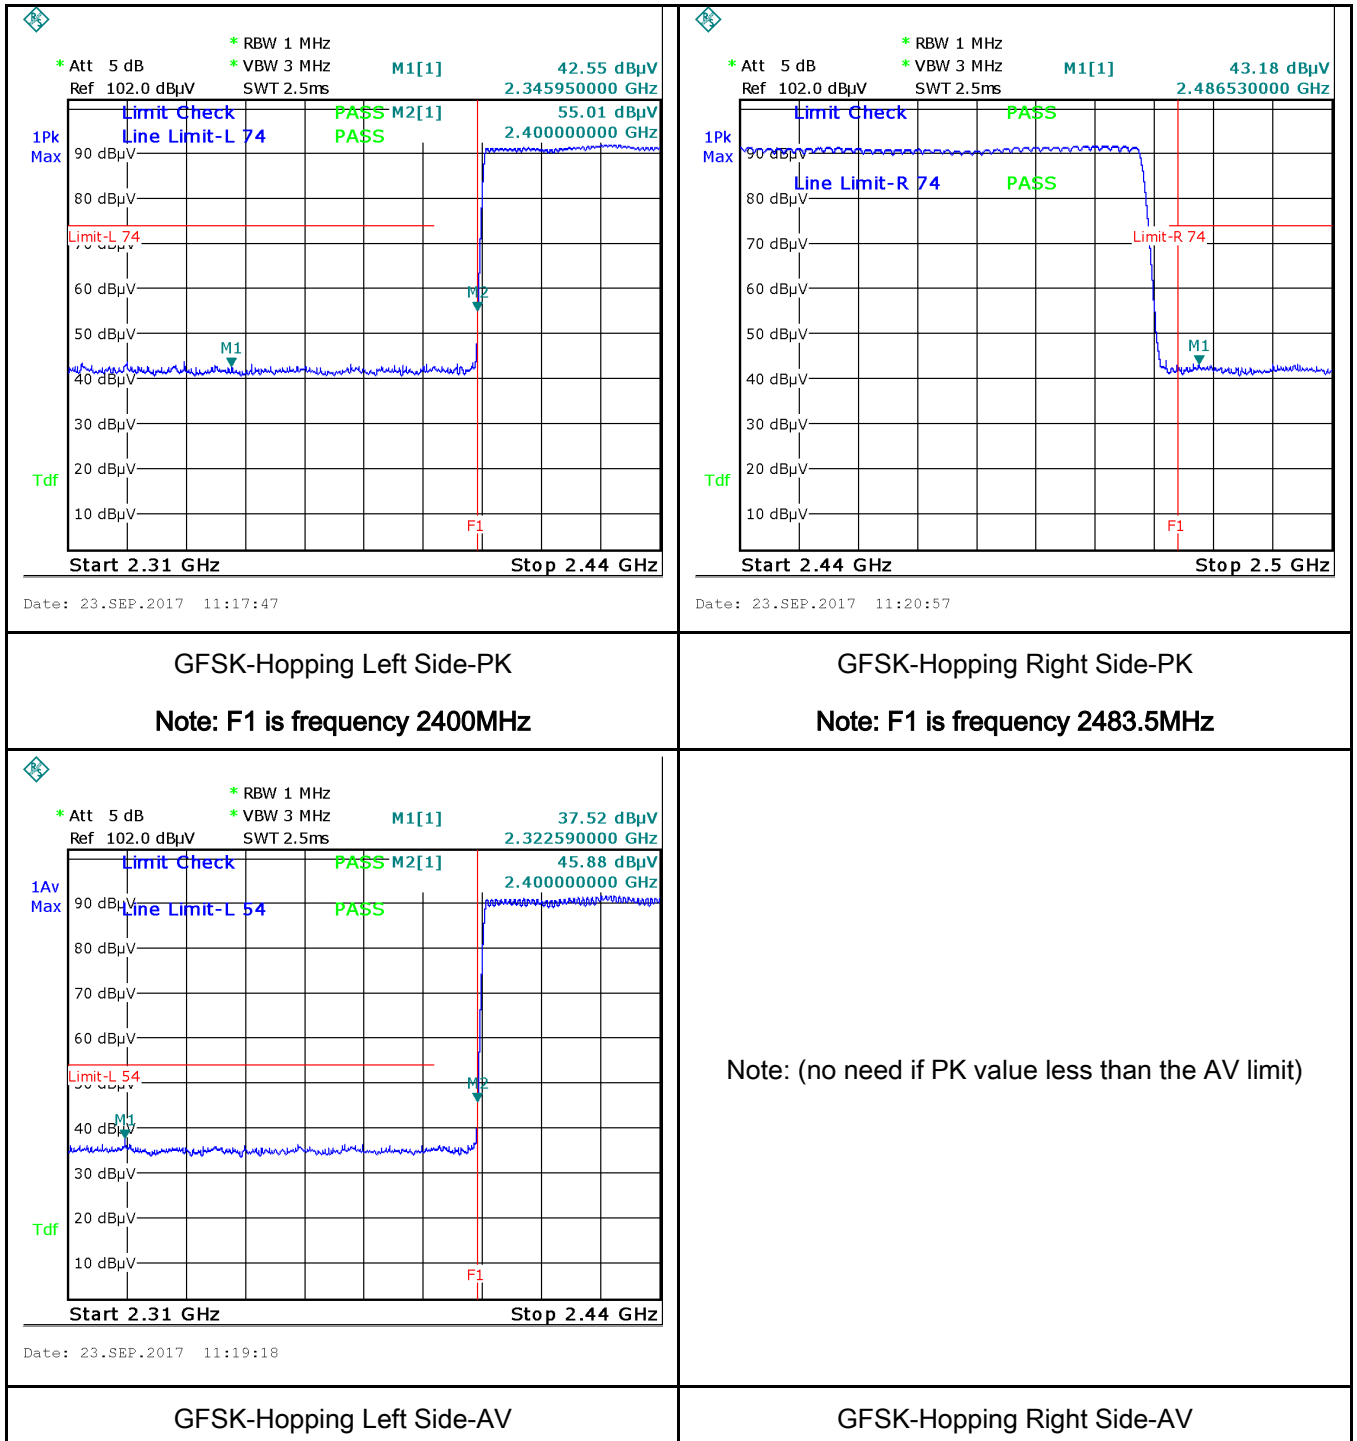 * RBW 1 MHz
* Att 5 dB * VBW 3 MHz M1[1] 42.55 dBµV
Ref 102.0 dBµV SWT 2.5ms 2.345950000 GHz
Limit Check PASS M2[1] 55.01 dBµV
1Pk Line Limit-L 74 PASS 2.400000000 GHz
Max 90 dBµV
80 dBµV
Limit-L 74
70 dBµV
60 dBµV M2
50 dBµV
M1
40 dBµV
30 dBµV
Tdf 20 dBµV
10 dBµV
F1
Start 2.31 GHz Stop 2.44 GHz
Date: 23.SEP.2017 11:17:47
* RBW 1 MHz
* Att 5 dB * VBW 3 MHz M1[1] 43.18 dBµV
Ref 102.0 dBµV SWT 2.5ms 2.486530000 GHz
Limit Check PASS
1Pk
Max 90 dBµV
Line Limit-R 74 PASS
80 dBµV
70 dBµV Limit-R 74
60 dBµV
50 dBµV
M1
40 dBµV
30 dBµV
Tdf 20 dBµV
10 dBµV
F1
Start 2.44 GHz Stop 2.5 GHz
Date: 23.SEP.2017 11:20:57
GFSK-Hopping Left Side-PK
Note: F1 is frequency 2400MHz
GFSK-Hopping Right Side-PK
Note: F1 is frequency 2483.5MHz
* RBW 1 MHz
* Att 5 dB * VBW 3 MHz M1[1] 37.52 dBµV
Ref 102.0 dBµV SWT 2.5ms 2.322590000 GHz
Limit Check PASS M2[1] 45.88 dBµV
1Av 2.400000000 GHz
Max 90 dBµV Line Limit-L 54 PASS
80 dBµV
70 dBµV
60 dBµV
Limit-L 54
50 dBµV M2
M1
40 dBµV
30 dBµV
Tdf 20 dBµV
10 dBµV
F1
Start 2.31 GHz Stop 2.44 GHz
Date: 23.SEP.2017 11:19:18
Note: (no need if PK value less than the AV limit)
GFSK-Hopping Left Side-AV
GFSK-Hopping Right Side-AV